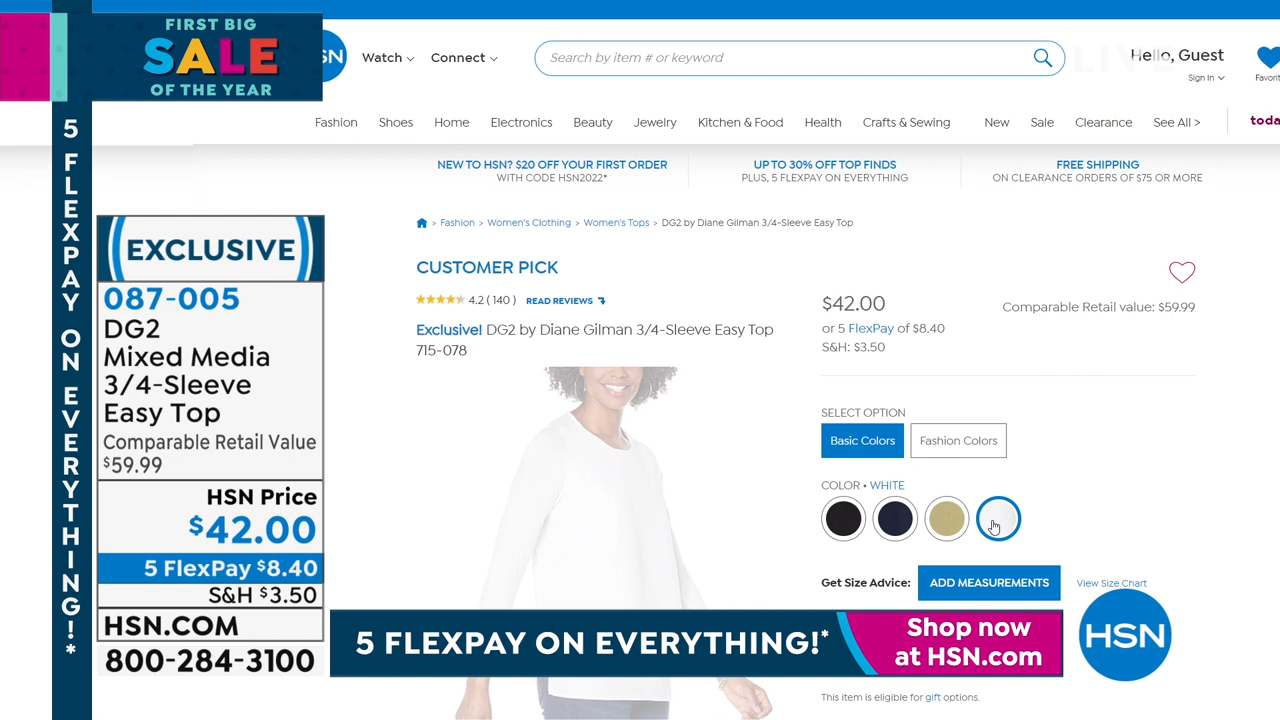 FIRST BIG
SALE
OF THE YEAR
5 FLEXPAY ON EVERYTHING!*
EXCLUSIVE
087-005
DG2
Mixed Media
3/4-Sleeve
Easy Top
Comparable Retail Value
$59.99
HSN Price
$42.00
5 FlexPay $8.40
S&H $3.50
HSN.COM
800-284-3100
SN
Watch
Connect
Search by item # or keyword
LIVE
Hello, Guest
Sign In
Favorit
Fashion Shoes Home Electronics Beauty Jewelry Kitchen & Food Health Crafts & Sewing New Sale Clearance See All > toda
NEW TO HSN? $20 OFF YOUR FIRST ORDER
WITH CODE HSN2022*
UP TO 30% OFF TOP FINDS
PLUS, 5 FLEXPAY ON EVERYTHING
FREE SHIPPING
ON CLEARANCE ORDERS OF $75 OR MORE
> Fashion > Women's Clothing > Women's Tops > DG2 by Diane Gilman 3/4-Sleeve Easy Top
CUSTOMER PICK
4.2 ( 140 ) READ REVIEWS
Exclusive! DG2 by Diane Gilman 3/4-Sleeve Easy Top
715-078
$42.00
or 5 FlexPay of $8.40
S&H: $3.50
Comparable Retail value: $59.99
SELECT OPTION
Basic Colors
Fashion Colors
COLOR • WHITE
Get Size Advice: ADD MEASUREMENTS View Size Chart
5 FLEXPAY ON EVERYTHING!*
Shop now
at HSN.com
HSN
This item is eligible for gift options.